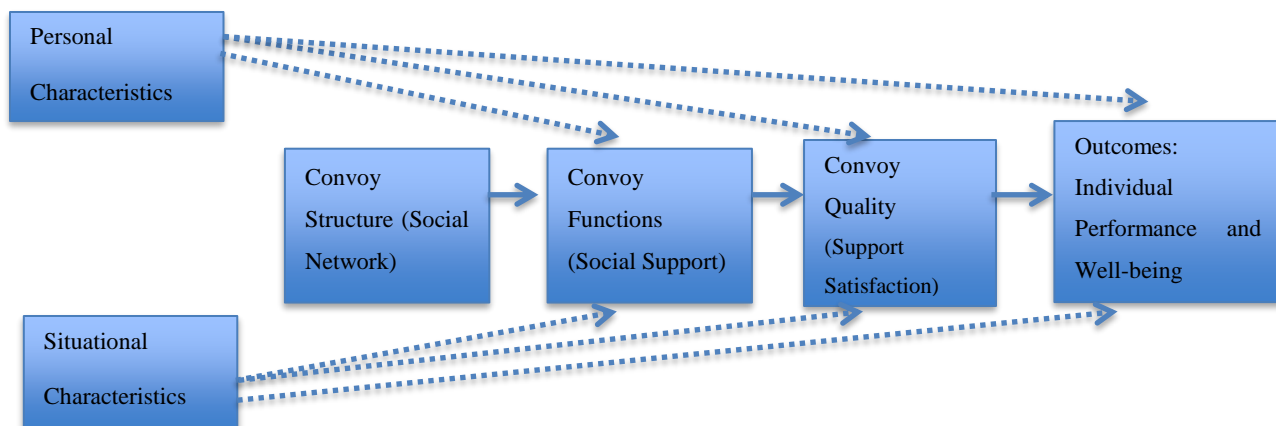 Personal
Characteristics
Convoy
Structure (Social
Network)
Convoy
Functions
(Social Support)
Convoy
Quality
(Support
Satisfaction)
Outcomes:
Individual
Performance and
Well-being
Situational
Characteristics